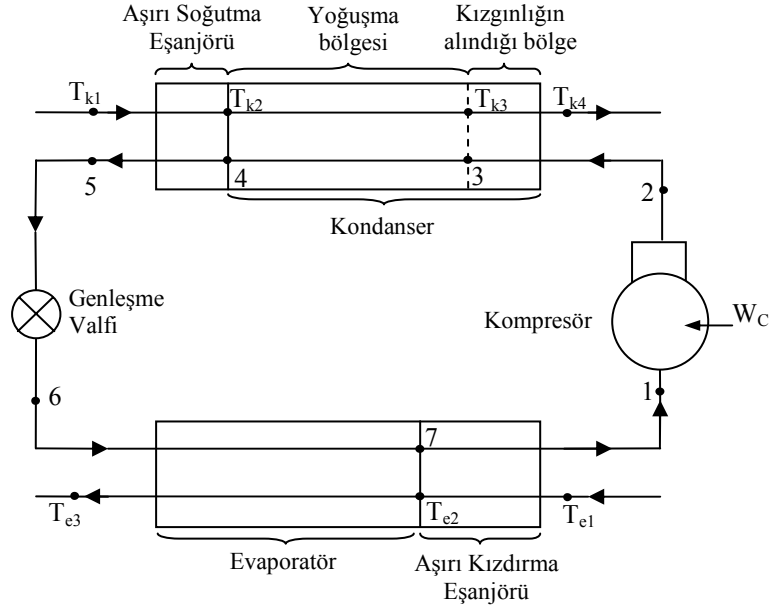 Aşırı Soğutma
Eşanjörü
Yoğuşma
bölgesi
Kızgınlığın
alındığı bölge
Tk1
Tk2
Tk3
Tk4
5
4
3
2
Kondanser
Genleşme
Valfi
Kompresör
WC
6
1
7
Te3
Te2
Te1
Evaporatör
Aşırı Kızdırma
Eşanjörü